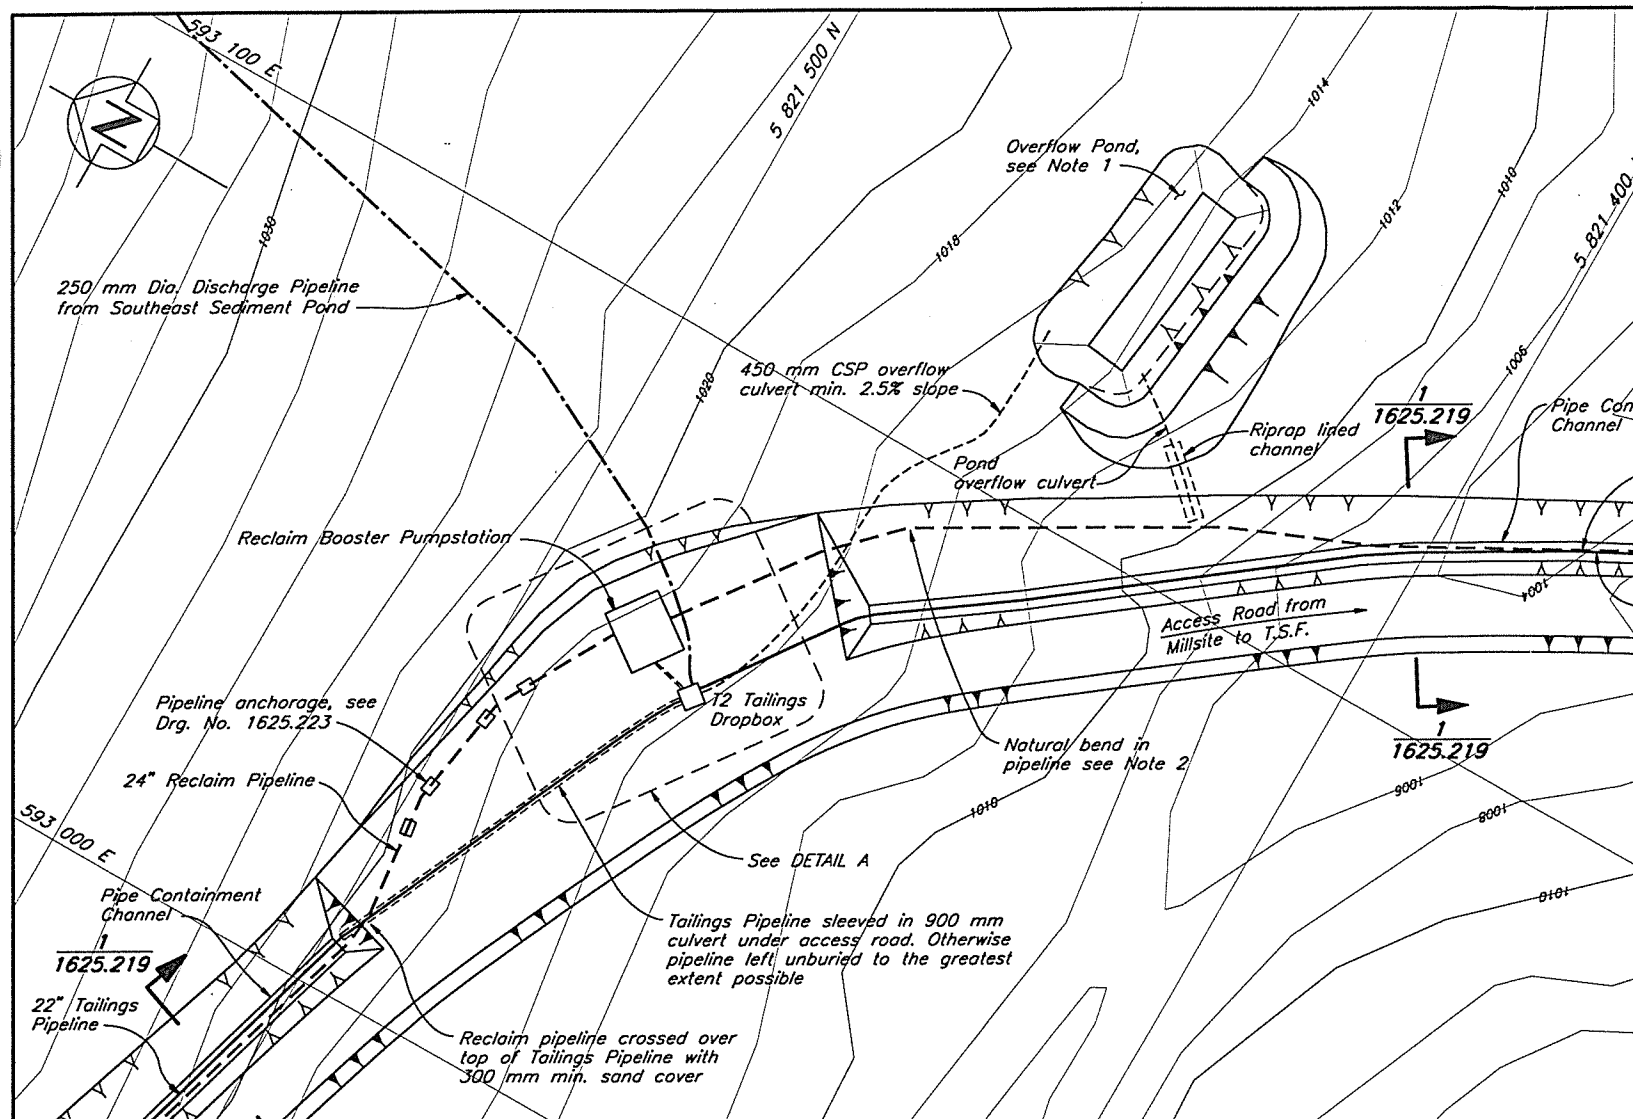 593 100 E
5 821 500 N
1014
Overflow Pond,
see Note 1
1010
5 821 400
1012
1030
1018
250 mm Dia. Discharge Pipeline
from Southeast Sediment Pond
1006
450 mm CSP overflow
culvert min. 2.5% slope
1020
1
1625.219
Pipe Con
Channel
Riprap lined
channel
Pond
overflow culvert
Reclaim Booster Pumpstation
1004
Access Road from
Millsite to T.S.F.
Pipeline anchorage, see
Drg. No. 1625.223
T2 Tailings
Dropbox
1
1625.219
Natural bend in
pipeline see Note 2
24" Reclaim Pipeline
1006
1010
1008
593 000 E
See DETAIL A
1010
Pipe Containment
Channel
Tailings Pipeline sleeved in 900 mm
culvert under access road. Otherwise
pipeline left unburied to the greatest
extent possible
1
1625.219
22" Tailings
Pipeline
Reclaim pipeline crossed over
top of Tailings Pipeline with
300 mm min. sand cover